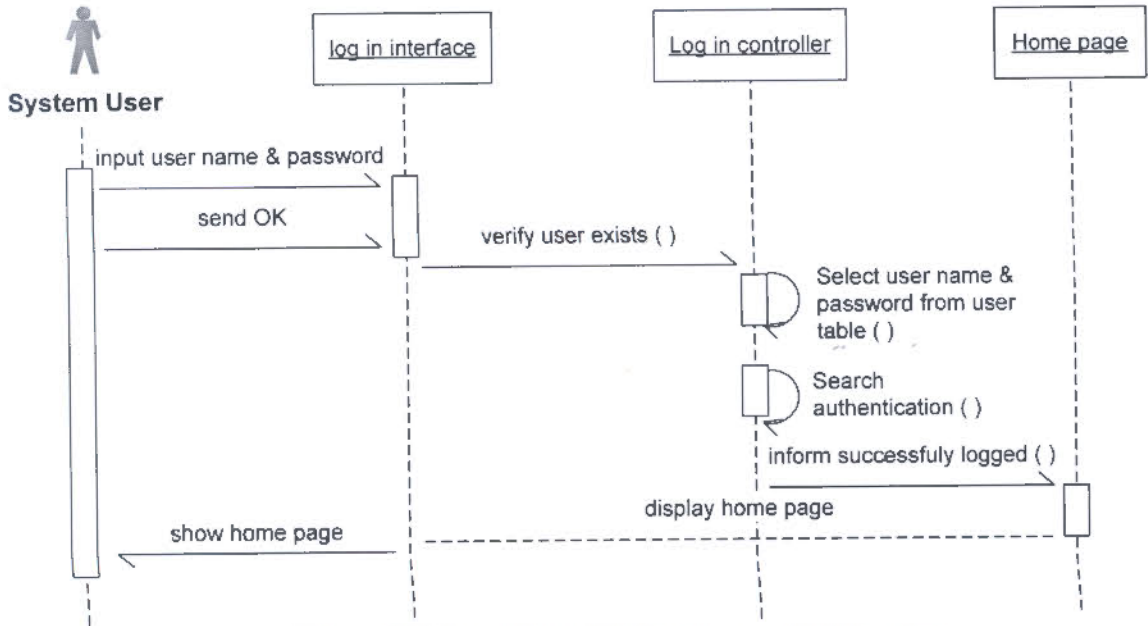 log in interface
Log in controller
Home page
System User
input user name & password
send OK
verify user exists ( )
Select user name &
password from user
table ( )
Search
authentication ( )
inform successfuly logged ( )
display home page
show home page